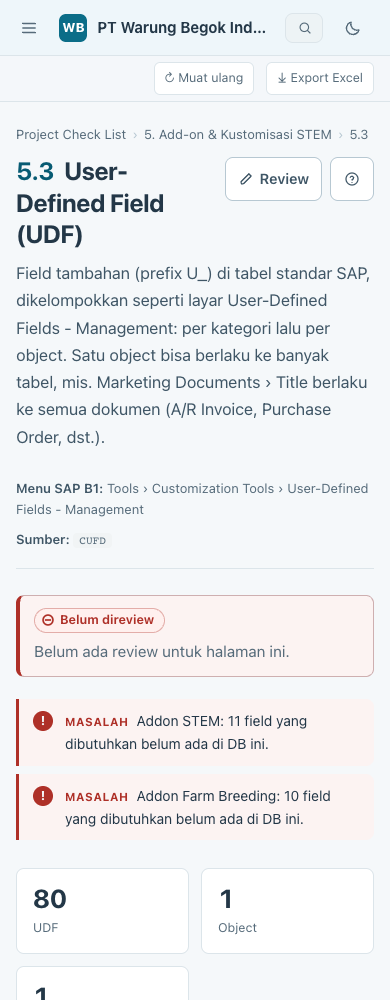 WB PT Warung Begok Ind...
Muat ulang Export Excel
Project Check List › 5. Add-on & Kustomisasi STEM › 5.3
5.3 User-
Defined Field
(UDF)
Review
Field tambahan (prefix U_) di tabel standar SAP,
dikelompokkan seperti layar User-Defined
Fields - Management: per kategori lalu per
object. Satu object bisa berlaku ke banyak
tabel, mis. Marketing Documents › Title berlaku
ke semua dokumen (A/R Invoice, Purchase
Order, dst.).
Menu SAP B1: Tools › Customization Tools › User-Defined
Fields - Management
Sumber: CUFD
Belum direview
Belum ada review untuk halaman ini.
MASALAH Addon STEM: 11 field yang
dibutuhkan belum ada di DB ini.
MASALAH Addon Farm Breeding: 10 field
yang dibutuhkan belum ada di DB ini.
80
UDF
1
Object
1